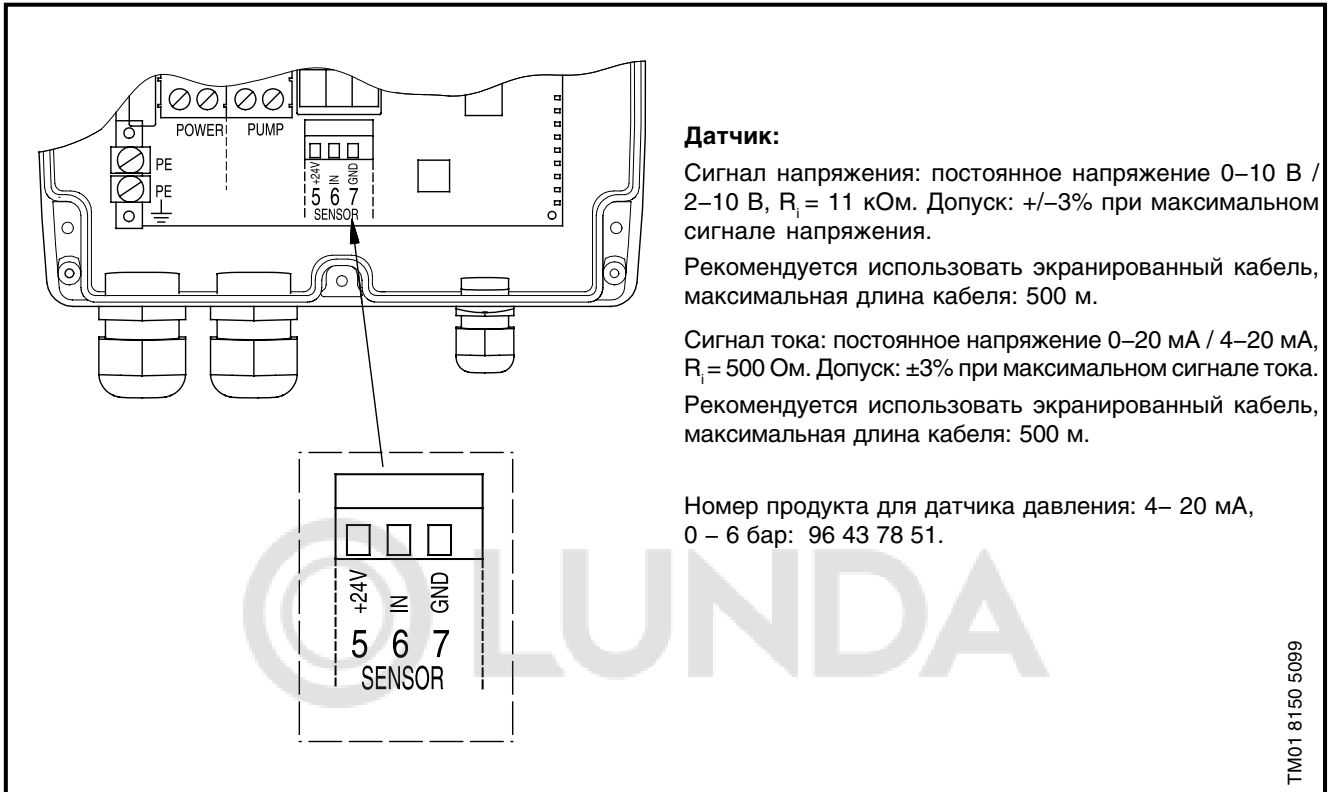 POWER PUMP
PE
PE
+24V IN GND
5 6 7
SENSOR
Датчик:
Сигнал напряжения: постоянное напряжение 0–10 В /
2–10 В, Ri = 11 кОм. Допуск: +/–3% при максимальном
сигнале напряжения.
Рекомендуется использовать экранированный кабель,
максимальная длина кабеля: 500 м.
Сигнал тока: постоянное напряжение 0–20 мА / 4–20 мА,
Ri = 500 Ом. Допуск: ±3% при максимальном сигнале тока.
Рекомендуется использовать экранированный кабель,
максимальная длина кабеля: 500 м.
Номер продукта для датчика давления: 4– 20 мА,
0 – 6 бар: 96 43 78 51.
+24V IN GND
5 6 7
SENSOR
LUNDA
TM01 8150 5099